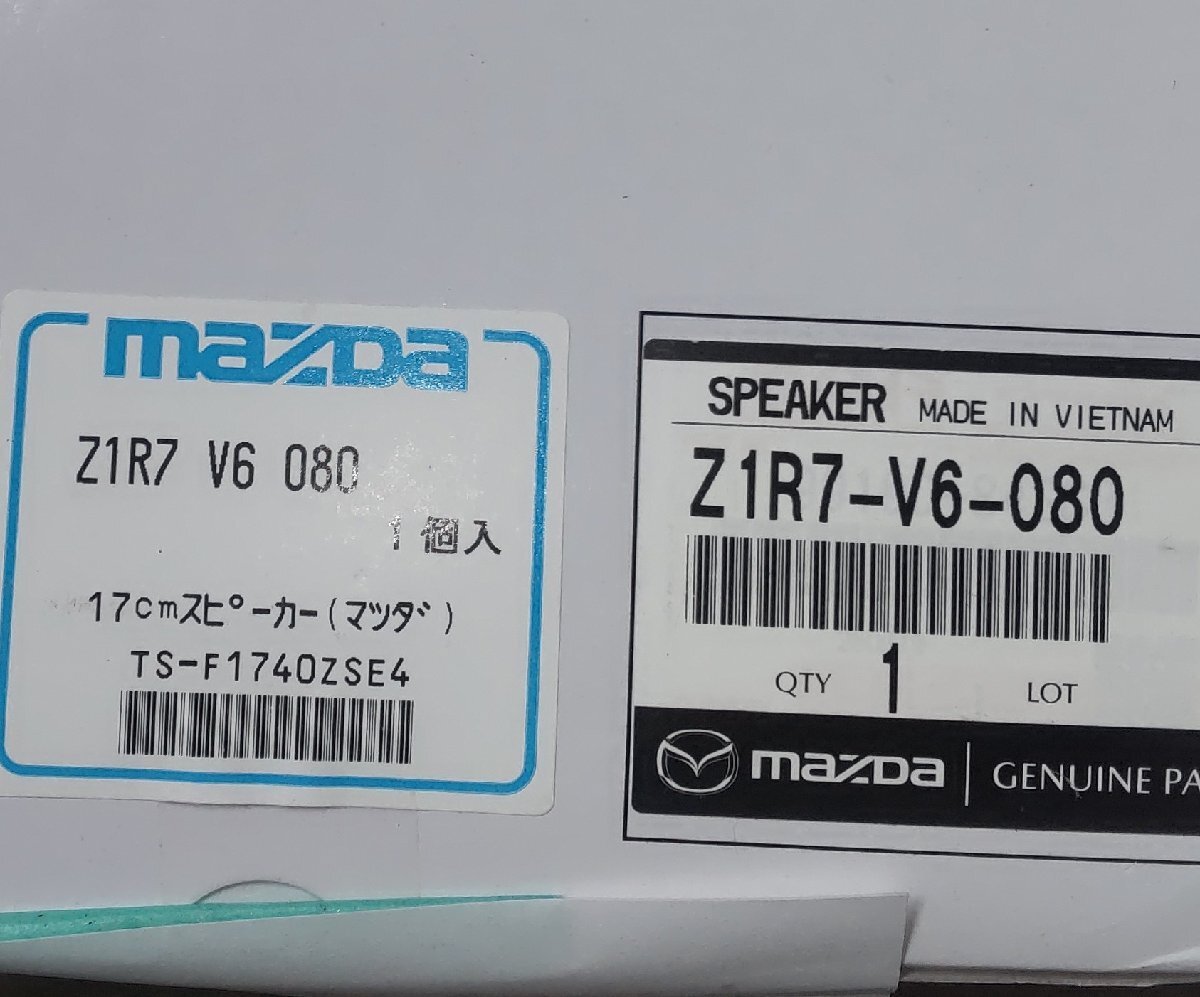 mazda
Z1R7 V6 080
1 個入
17cmスピーカー(マツダ)
TS-F1740ZSE4
SPEAKER MADE IN VIETNAM
Z1R7-V6-080
QTY 1 LOT
mazda GENUINE PA